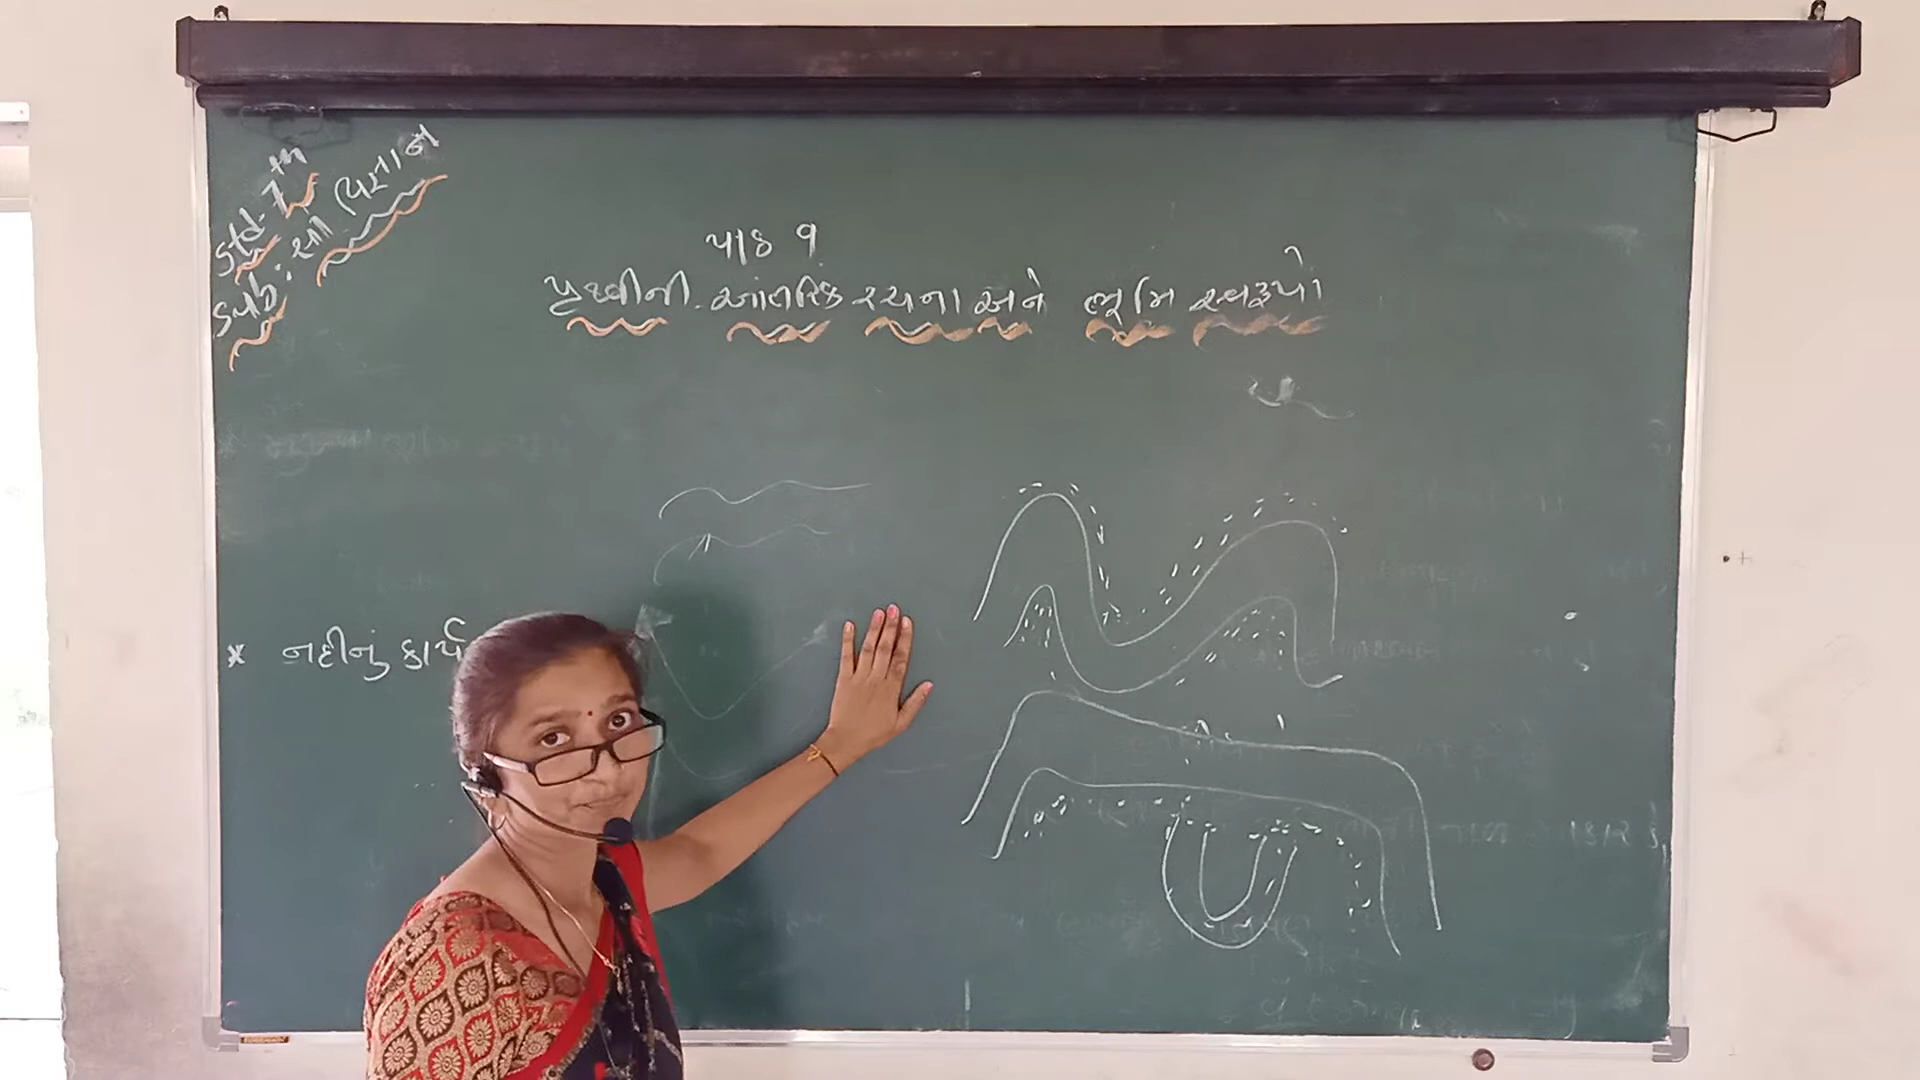 Std-7th
Sub: સા. વિજ્ઞાન
પાઠ ૧
પૃથ્વીની આંતરિક રચના અને ભૂમિ સ્વરૂપો
* નદીનું કાર્ય